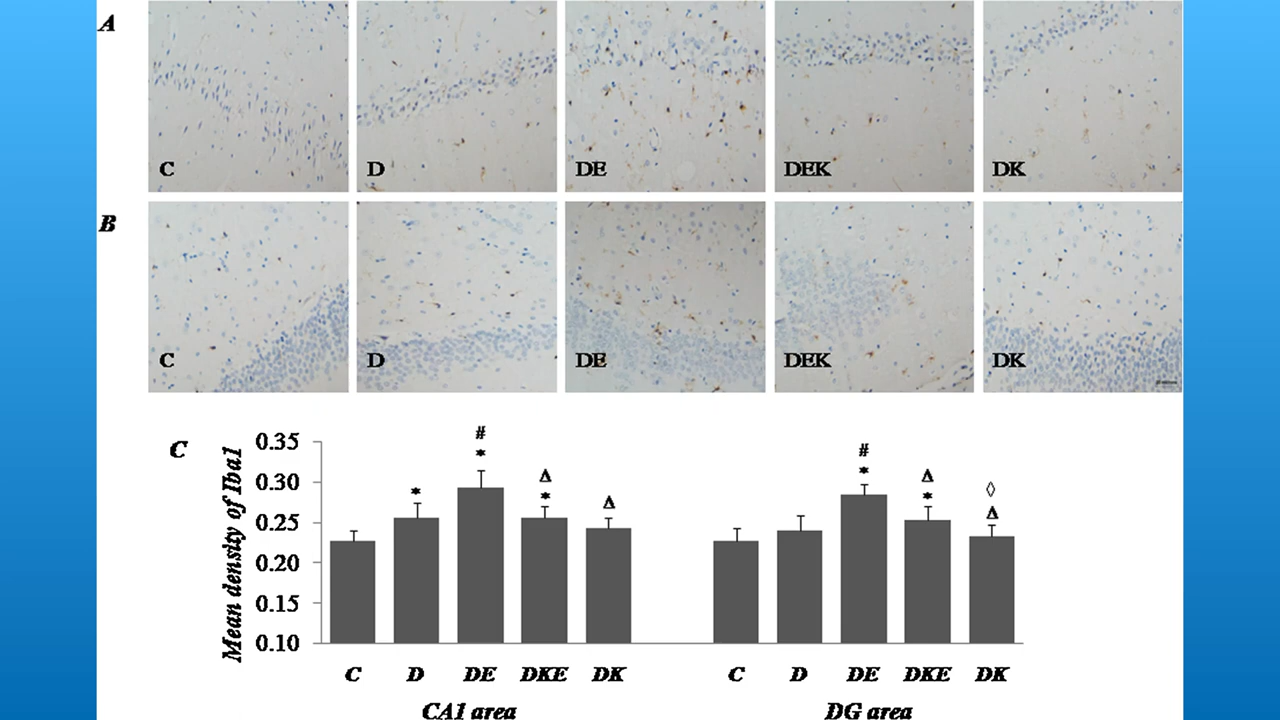 A
C D DE DEK DK
B
C D DE DEK DK
C
Mean density of Iba1
0.35
0.30
0.25
0.20
0.15
0.10
#
*
* Δ
* Δ
#
*
Δ
* ◊
Δ
C D DE DKE DK C D DE DKE DK
CA1 area DG area